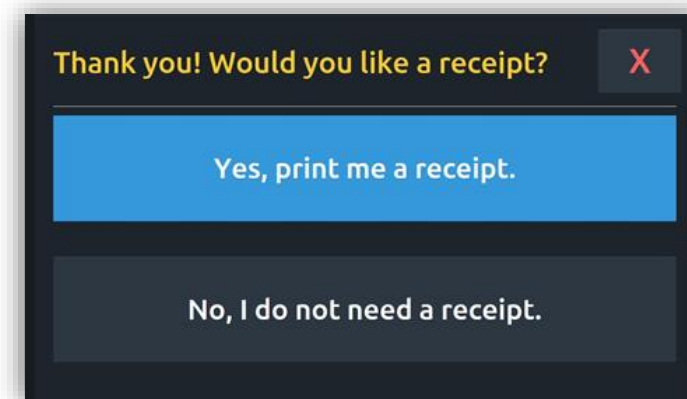 Thank you! Would you like a receipt?
X
Yes, print me a receipt.
No, I do not need a receipt.